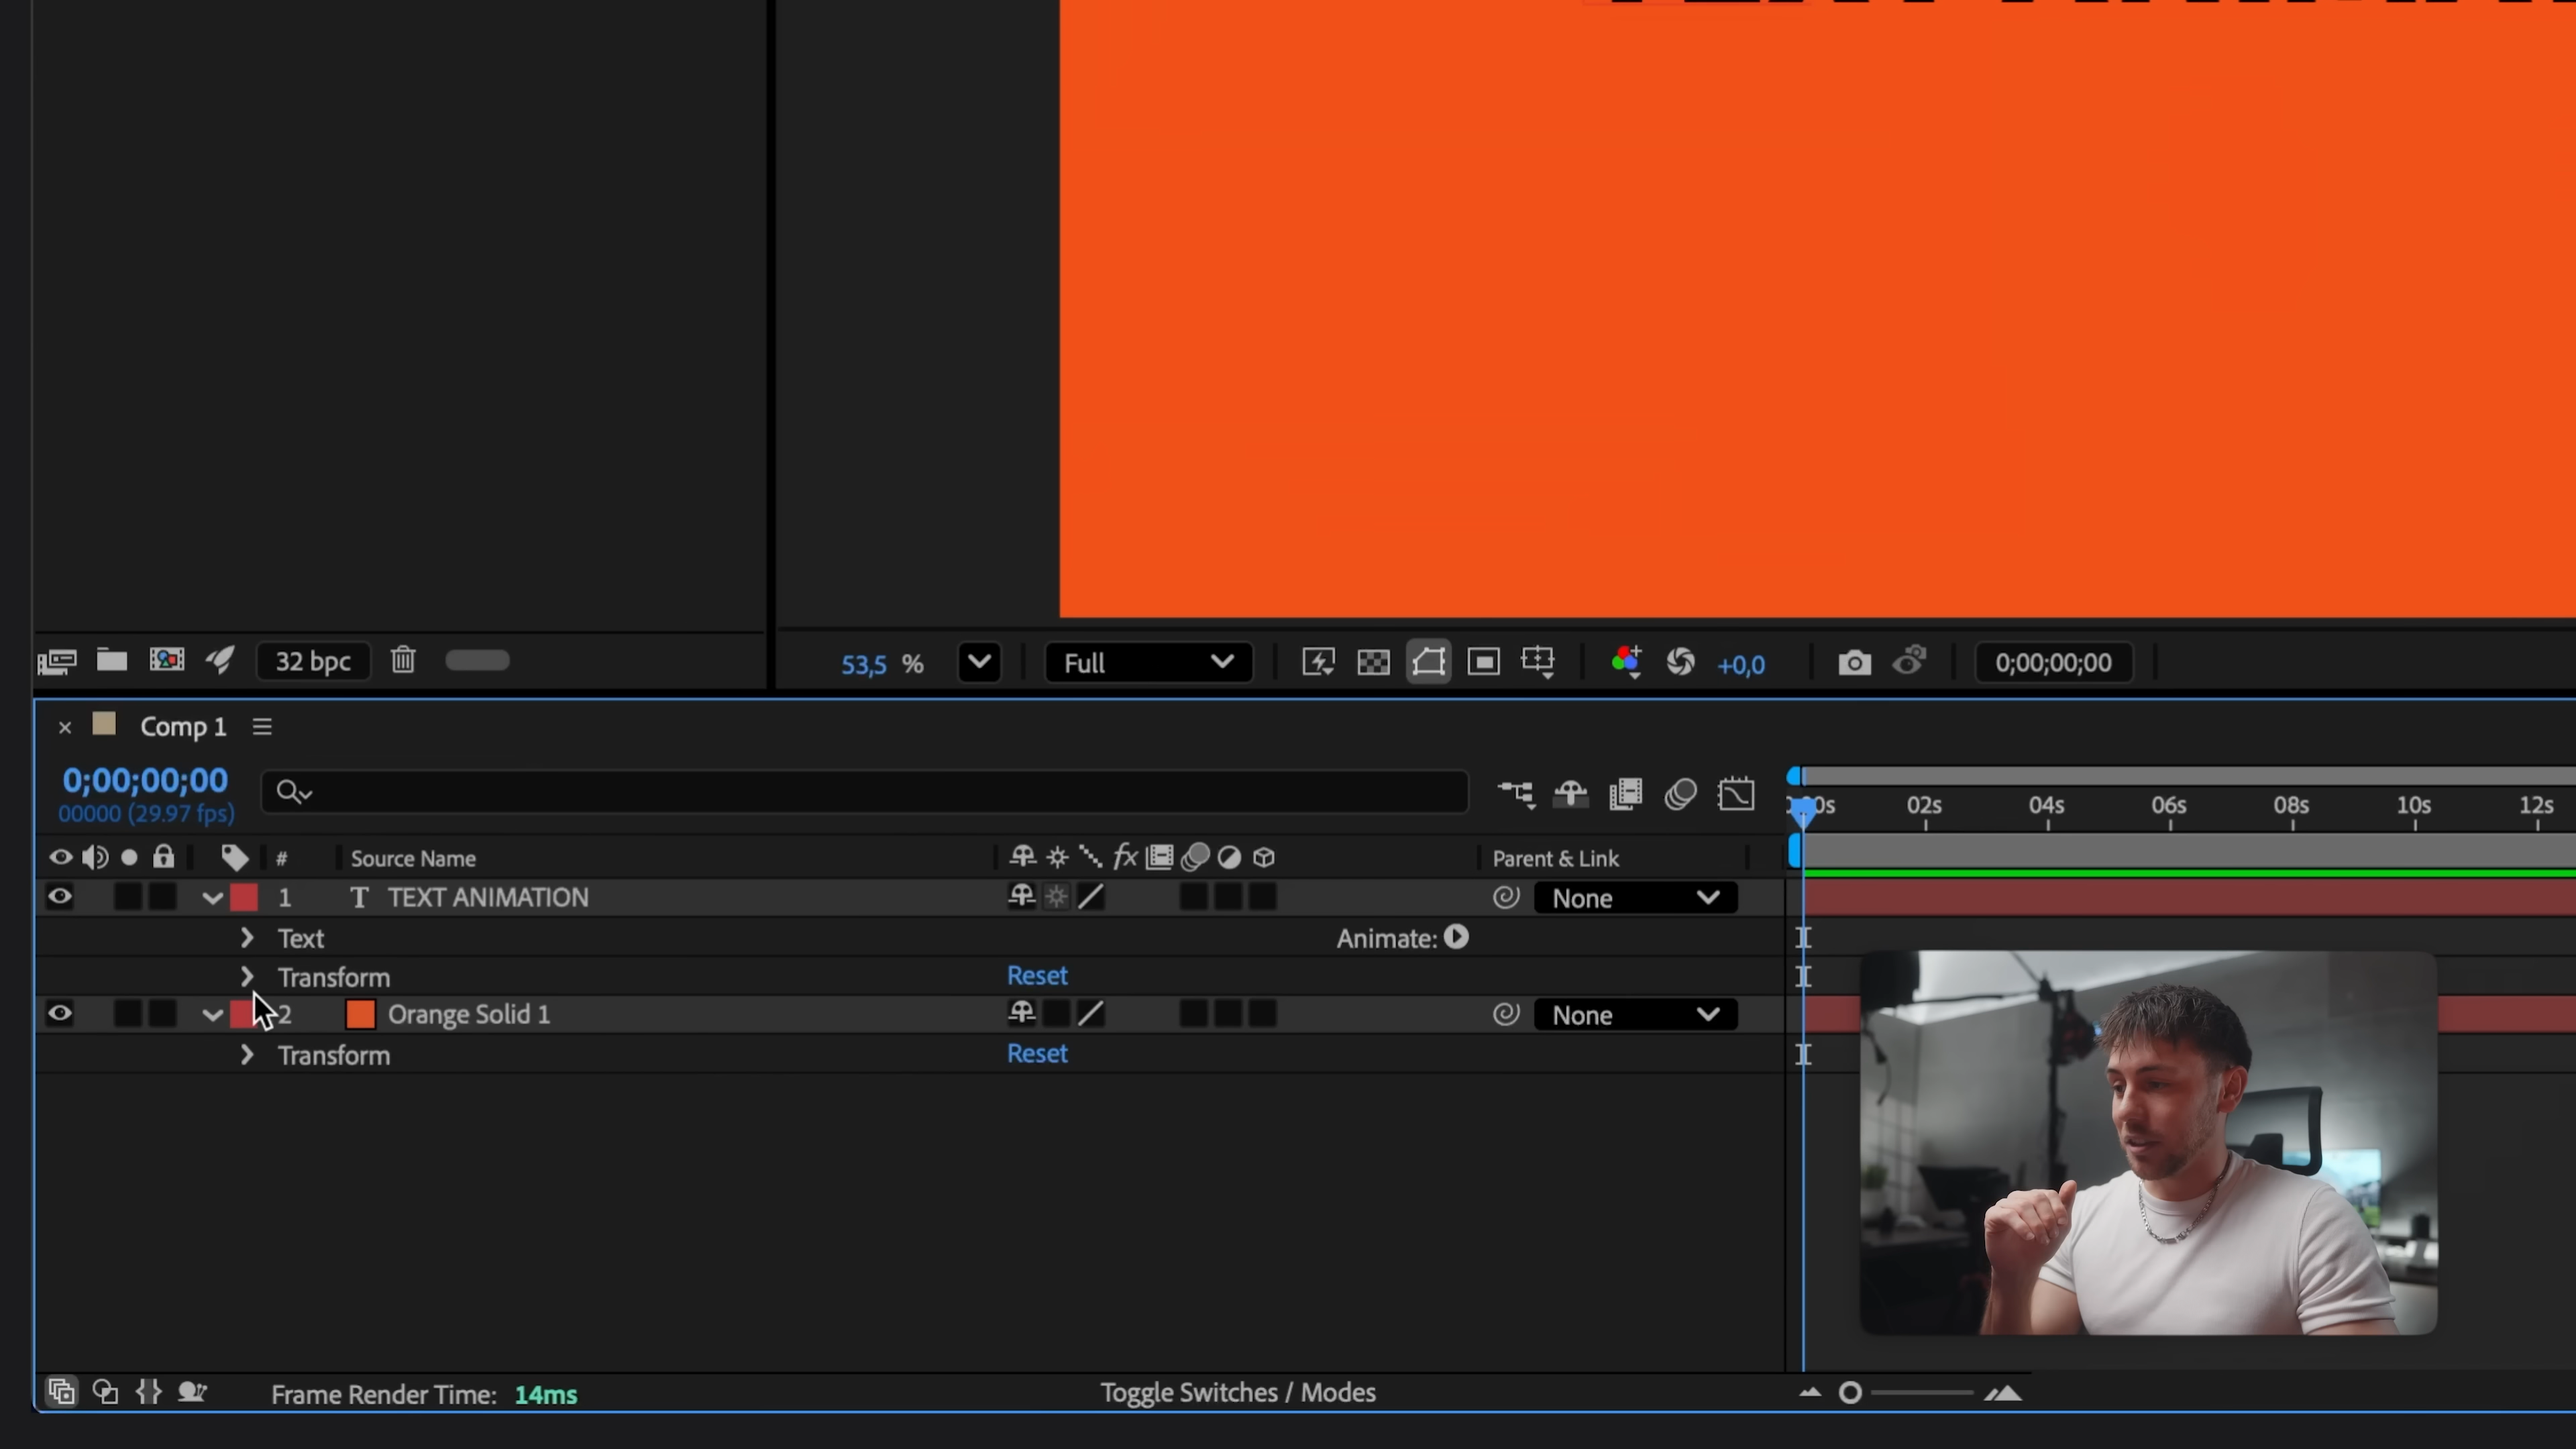 32 bpc
53,5 %
Full
+0,0
0;00;00;00
Comp 1
0;00;00;00
00000 (29.97 fps)
02s 04s 06s 08s 10s 12s
# Source Name
fx
Parent & Link
1 T TEXT ANIMATION
None
Text
Animate:
Transform
Reset
2 Orange Solid 1
None
Transform
Reset
Frame Render Time: 14ms
Toggle Switches / Modes